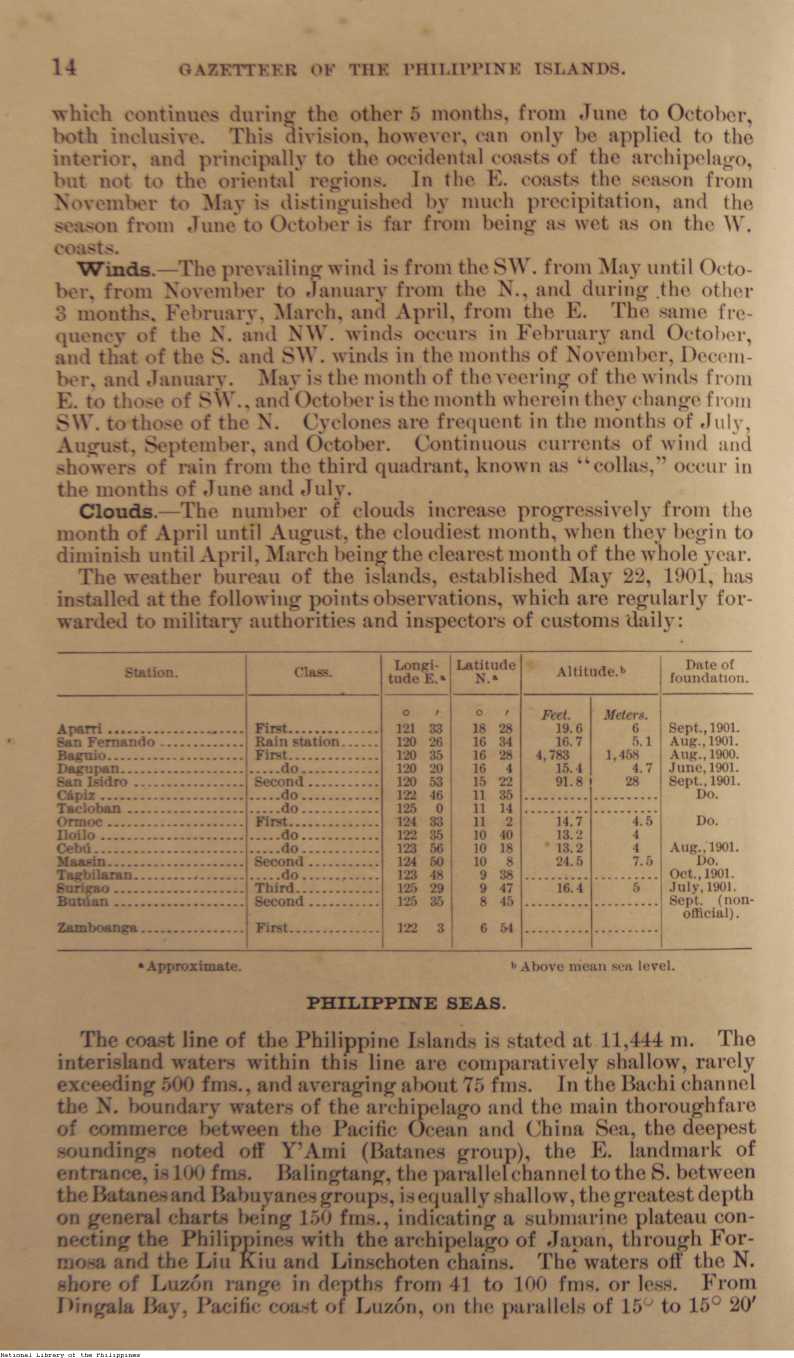 14 GAZETTEER OF THE PHILIPPINE ISLANDS.
which continues during the other 5 months, from June to October,
both inclusive. This division, however, can only be applied to the
interior, and principally to the occidental coasts of the archipelago,
but not to the oriental regions. In the E. coasts the season from
November to May is distinguished by much precipitation, and the
season from June to October is far from being as wet as on the W.
coasts.
Winds.—The prevailing wind is from the SW. from May until Octo-
ber, from November to January from the N., and during the other
3 months, February, March, and April, from the E. The same fre-
quency of the N. and NW. winds occurs in February and October,
and that of the S. and SW. winds in the months of November, Decem-
ber, and January. May is the month of the veering of the winds from
E. to those of SW., and October is the month wherein they change from
SW. to those of the N. Cyclones are frequent in the months of July,
August, September, and October. Continuous currents of wind and
showers of rain from the third quadrant, known as "collas," occur in
the months of June and July.
Clouds.—The number of clouds increase progressively from the
month of April until August, the cloudiest month, when they begin to
diminish until April, March being the clearest month of the whole year.
The weather bureau of the islands, established May 22, 1901, has
installed at the following points observations, which are regularly for-
warded to military authorities and inspectors of customs daily:
Station. Class. Longi-tude E.ᵃ Latitude N.ᵃ Altitude.ᵇ Date of foundation.
° ′ ° ′ Feet. Meters.
Aparri First 121 33 18 28 19.6 6 Sept., 1901.
San Fernando Rain station 120 26 16 34 16.7 5.1 Aug., 1901.
Baguio First 120 35 16 28 4,783 1,458 Aug., 1900.
Dagupan do 120 20 16 4 15.4 4.7 June, 1901.
San Isidro Second 120 53 15 22 91.8 28 Sept., 1901.
Cápiz do 122 46 11 35 Do.
Tacloban do 125 0 11 14
Ormoc First 124 33 11 2 14.7 4.5 Do.
Iloilo do 122 35 10 40 13.2 4
Cebú do 123 56 10 18 13.2 4 Aug., 1901.
Maasin Second 124 50 10 8 24.5 7.5 Do.
Tagbilaran do 123 48 9 38 Oct., 1901.
Surigao Third 125 29 9 47 16.4 5 July, 1901.
Butúan Second 125 35 8 45 Sept. (non-
official).
Zamboanga First 122 3 6 54
ᵃ Approximate. ᵇ Above mean sea level.
PHILIPPINE SEAS.
The coast line of the Philippine Islands is stated at 11,444 m. The
interisland waters within this line are comparatively shallow, rarely
exceeding 500 fms., and averaging about 75 fms. In the Bachi channel
the N. boundary waters of the archipelago and the main thoroughfare
of commerce between the Pacific Ocean and China Sea, the deepest
soundings noted off Y'Ami (Batanes group), the E. landmark of
entrance, is 100 fms. Balingtang, the parallel channel to the S. between
the Batanes and Babuyanes groups, is equally shallow, the greatest depth
on general charts being 150 fms., indicating a submarine plateau con-
necting the Philippines with the archipelago of Japan, through For-
mosa and the Liu Kiu and Linschoten chains. The waters off the N.
shore of Luzón range in depths from 41 to 100 fms. or less. From
Dingala Bay, Pacific coast of Luzón, on the parallels of 15° to 15° 20′
National Library of the Philippines